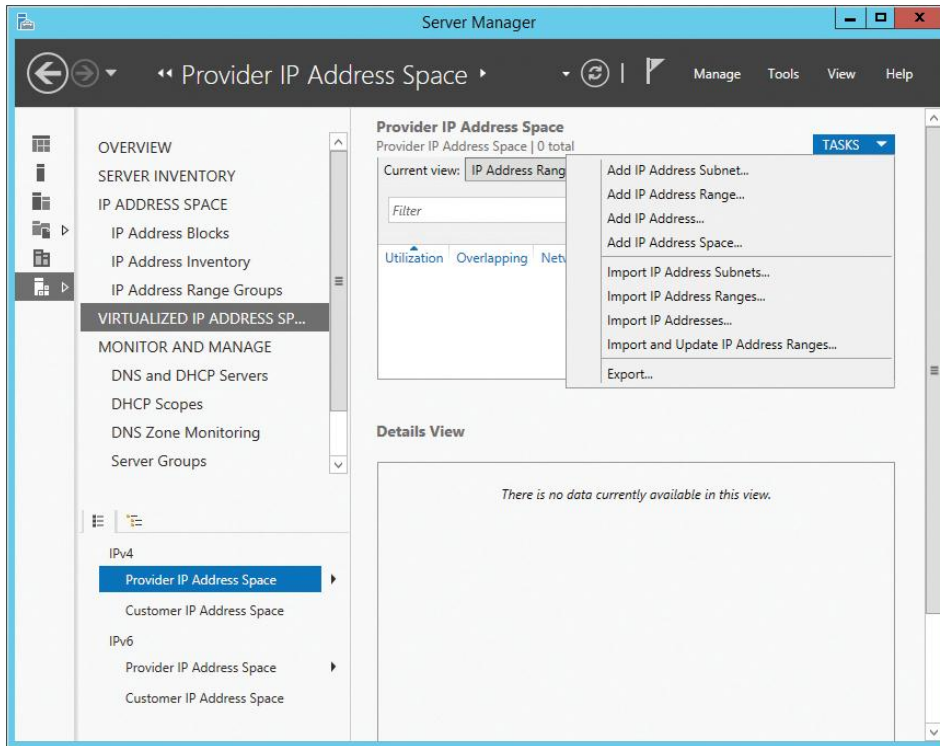 Server Manager
Provider IP Address Space
Manage Tools View Help
OVERVIEW
SERVER INVENTORY
IP ADDRESS SPACE
IP Address Blocks
IP Address Inventory
IP Address Range Groups
VIRTUALIZED IP ADDRESS SP...
MONITOR AND MANAGE
DNS and DHCP Servers
DHCP Scopes
DNS Zone Monitoring
Server Groups
IPv4
Provider IP Address Space
Customer IP Address Space
IPv6
Provider IP Address Space
Customer IP Address Space
Provider IP Address Space
Provider IP Address Space | 0 total
TASKS
Current view: IP Address Rang
Filter
Utilization Overlapping Netw
Add IP Address Subnet...
Add IP Address Range...
Add IP Address...
Add IP Address Space...
Import IP Address Subnets...
Import IP Address Ranges...
Import IP Addresses...
Import and Update IP Address Ranges...
Export...
Details View
There is no data currently available in this view.